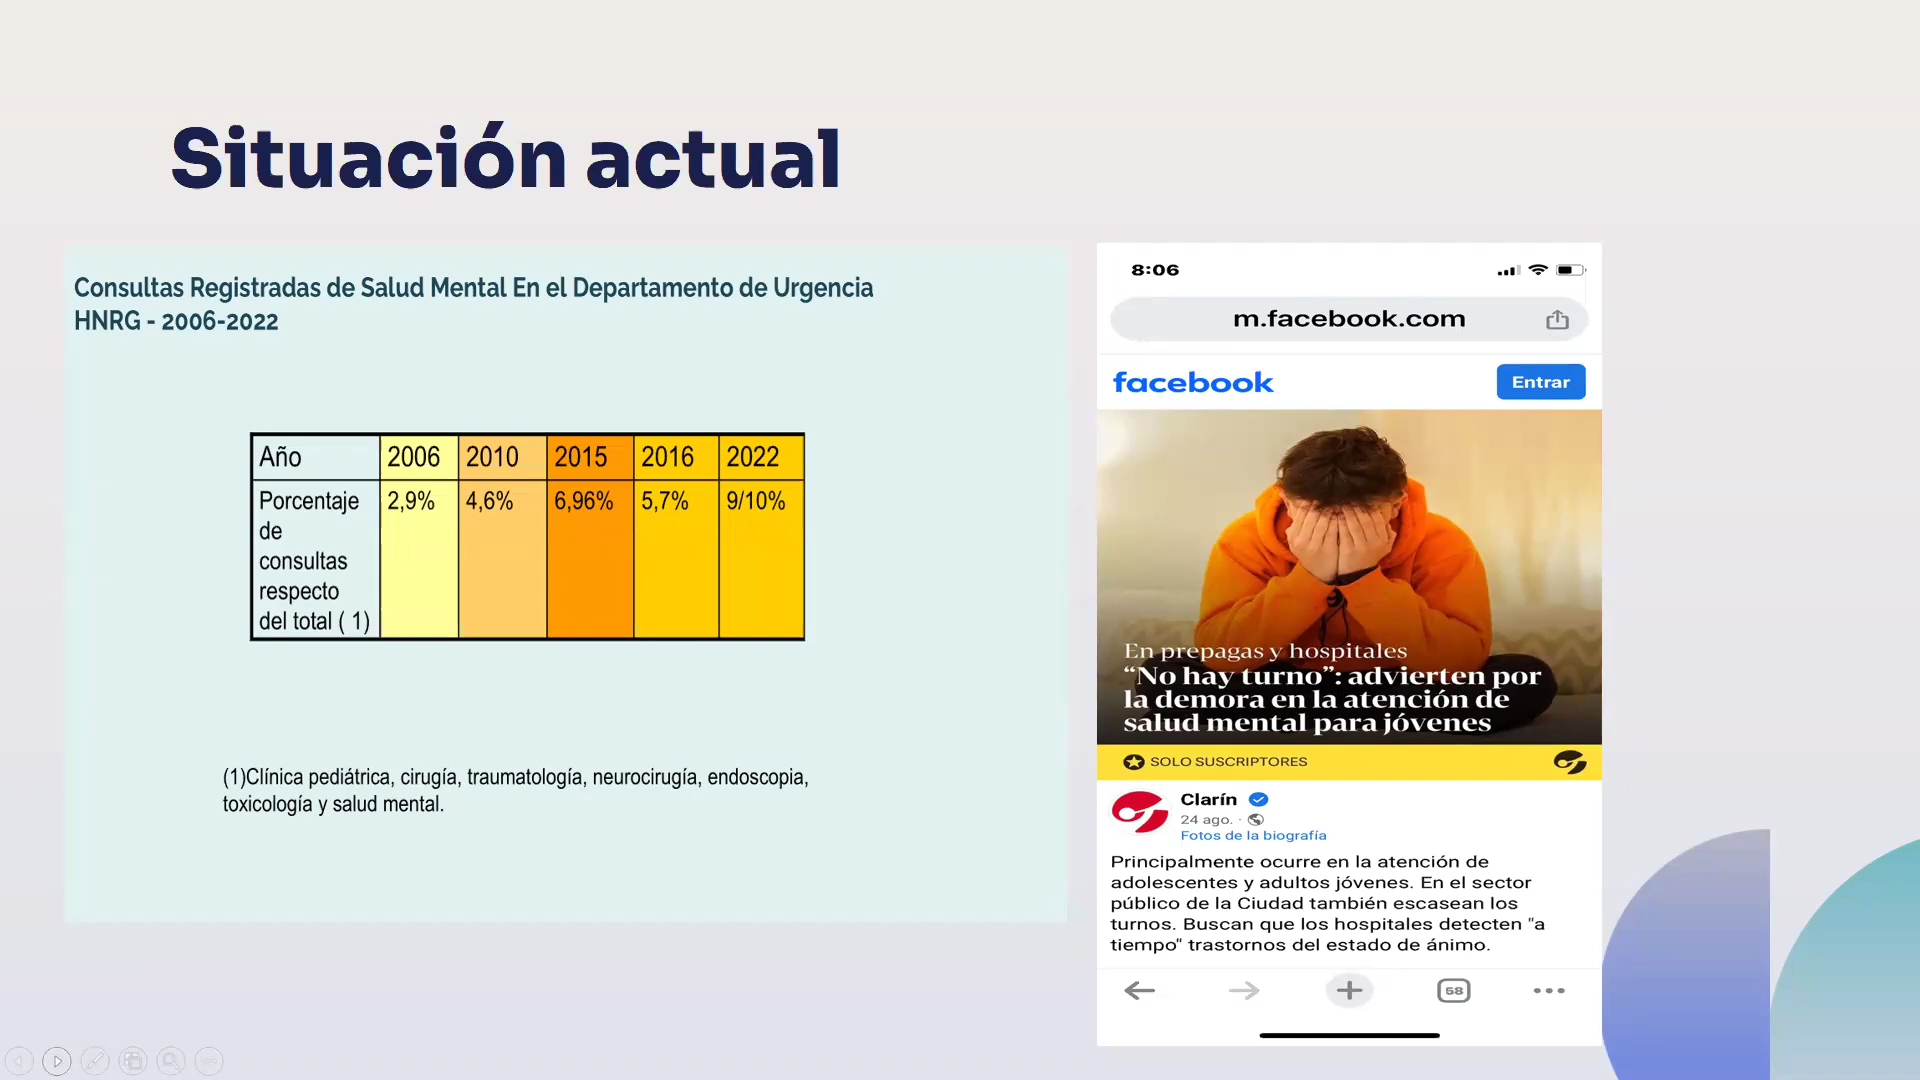 Situación actual
Consultas Registradas de Salud Mental En el Departamento de Urgencia
HNRG - 2006-2022
Año 2006 2010 2015 2016 2022
Porcentaje 2,9% 4,6% 6,96% 5,7% 9/10%
de
consultas
respecto
del total ( 1)
(1)Clínica pediátrica, cirugía, traumatología, neurocirugía, endoscopia,
toxicología y salud mental.
8:06
m.facebook.com
facebook
Entrar
En prepagas y hospitales
“No hay turno”: advierten por
la demora en la atención de
salud mental para jóvenes
SOLO SUSCRIPTORES
Clarín
24 ago. ·
Fotos de la biografía
Principalmente ocurre en la atención de
adolescentes y adultos jóvenes. En el sector
público de la Ciudad también escasean los
turnos. Buscan que los hospitales detecten "a
tiempo" trastornos del estado de ánimo.
58